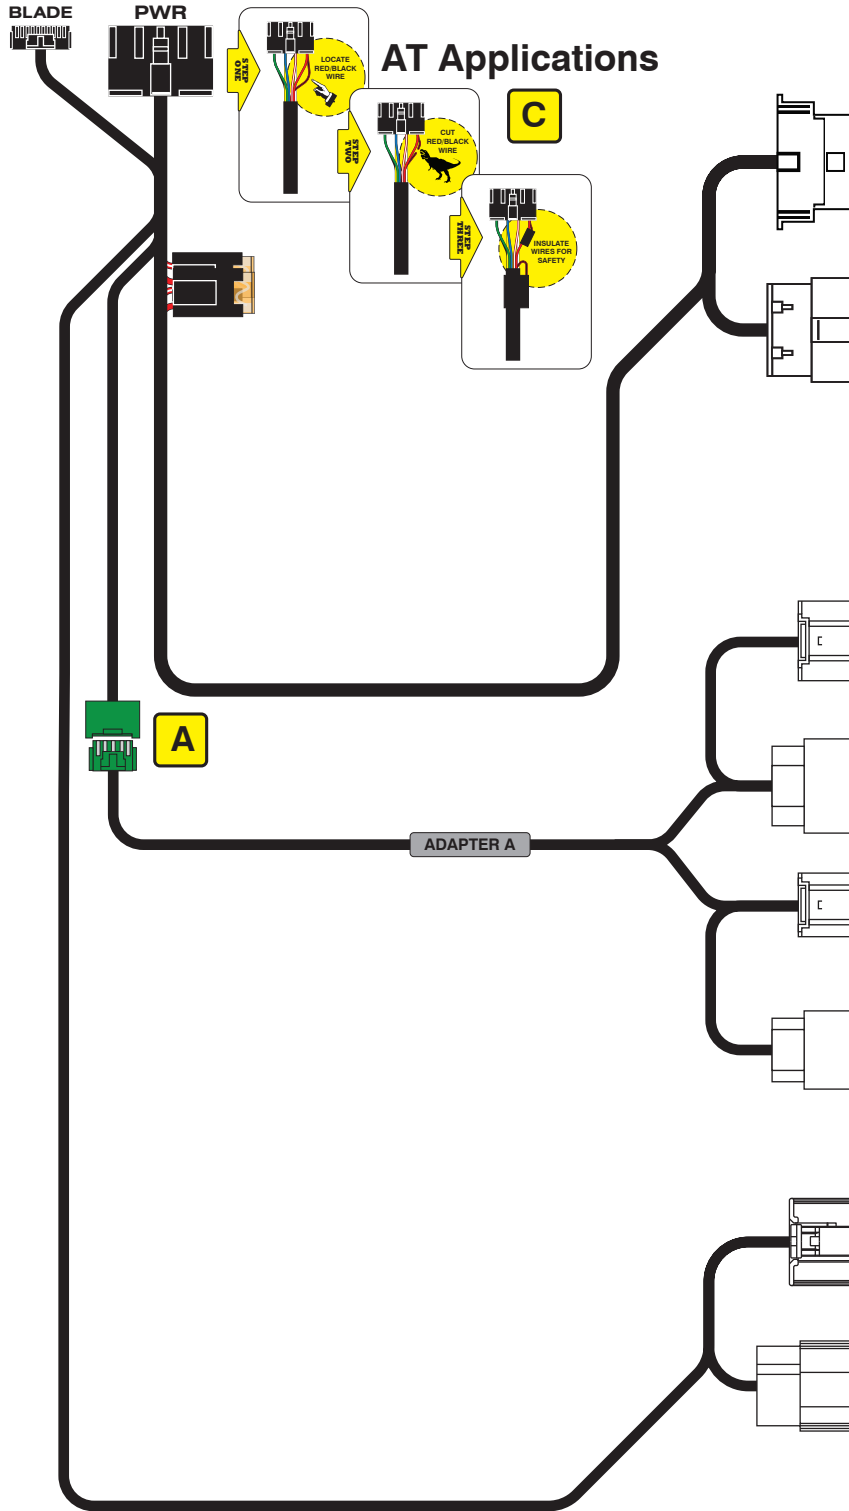 BLADE
PWR
AT Applications
STEP
ONE
LOCATE
RED/BLACK
WIRE
C
STEP
TWO
CUT
RED/BLACK
WIRE
STEP
THREE
INSULATE
WIRES FOR
SAFETY
A
ADAPTER A